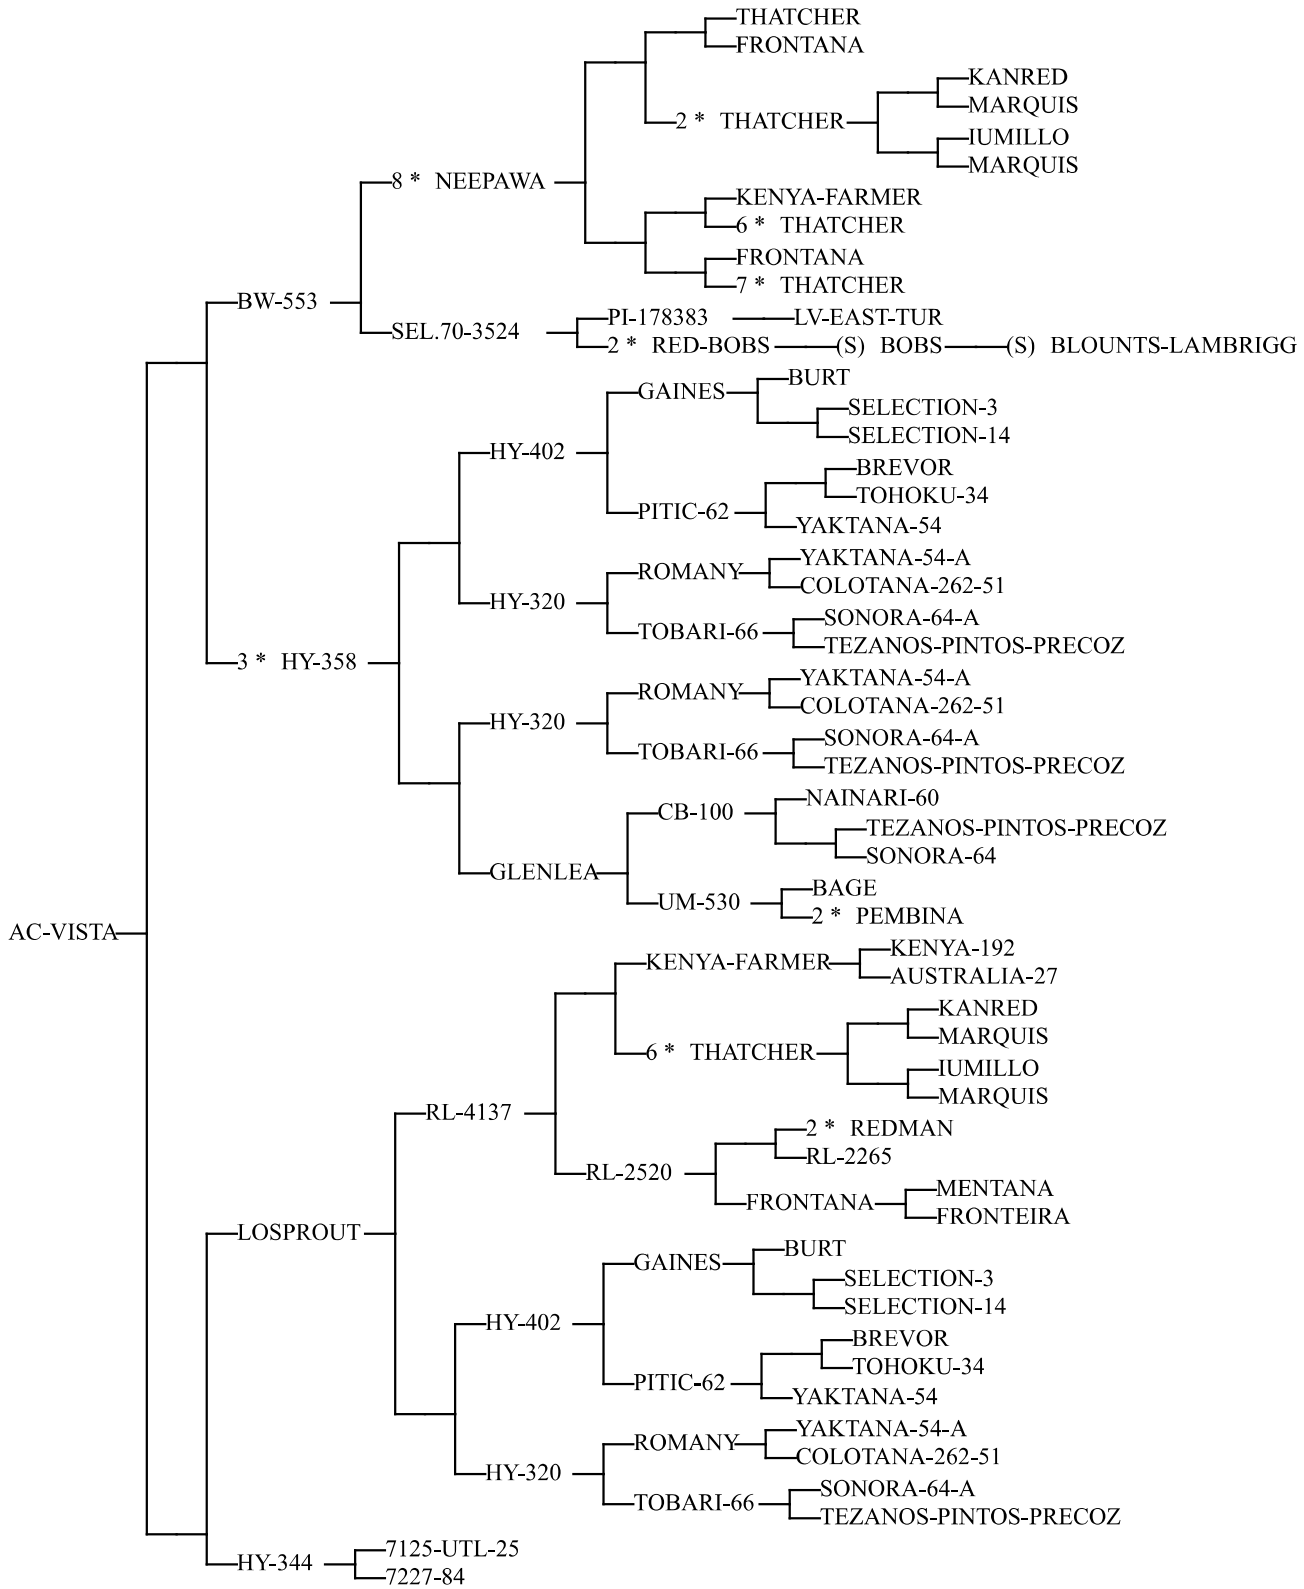 THATCHER
FRONTANA
KANRED
MARQUIS
2 * THATCHER
IUMILLO
MARQUIS
8 * NEEPAWA
KENYA-FARMER
6 * THATCHER
FRONTANA
7 * THATCHER
BW-553
PI-178383 LV-EAST-TUR
SEL.70-3524
2 * RED-BOBS (S) BOBS (S) BLOUNTS-LAMBRIGG
BURT
GAINES
SELECTION-3
SELECTION-14
HY-402
BREVOR
TOHOKU-34
PITIC-62
YAKTANA-54
YAKTANA-54-A
ROMANY
COLOTANA-262-51
HY-320
SONORA-64-A
TOBARI-66
TEZANOS-PINTOS-PRECOZ
3 * HY-358
YAKTANA-54-A
ROMANY
COLOTANA-262-51
HY-320
SONORA-64-A
TOBARI-66
TEZANOS-PINTOS-PRECOZ
NAINARI-60
CB-100
TEZANOS-PINTOS-PRECOZ
SONORA-64
GLENLEA
BAGE
UM-530
2 * PEMBINA
AC-VISTA
KENYA-192
KENYA-FARMER
AUSTRALIA-27
KANRED
MARQUIS
6 * THATCHER
IUMILLO
MARQUIS
RL-4137
2 * REDMAN
RL-2265
RL-2520
MENTANA
FRONTANA
FRONTEIRA
LOSPROUT
BURT
GAINES
SELECTION-3
SELECTION-14
HY-402
BREVOR
TOHOKU-34
PITIC-62
YAKTANA-54
YAKTANA-54-A
ROMANY
COLOTANA-262-51
HY-320
SONORA-64-A
TOBARI-66
TEZANOS-PINTOS-PRECOZ
7125-UTL-25
HY-344
7227-84